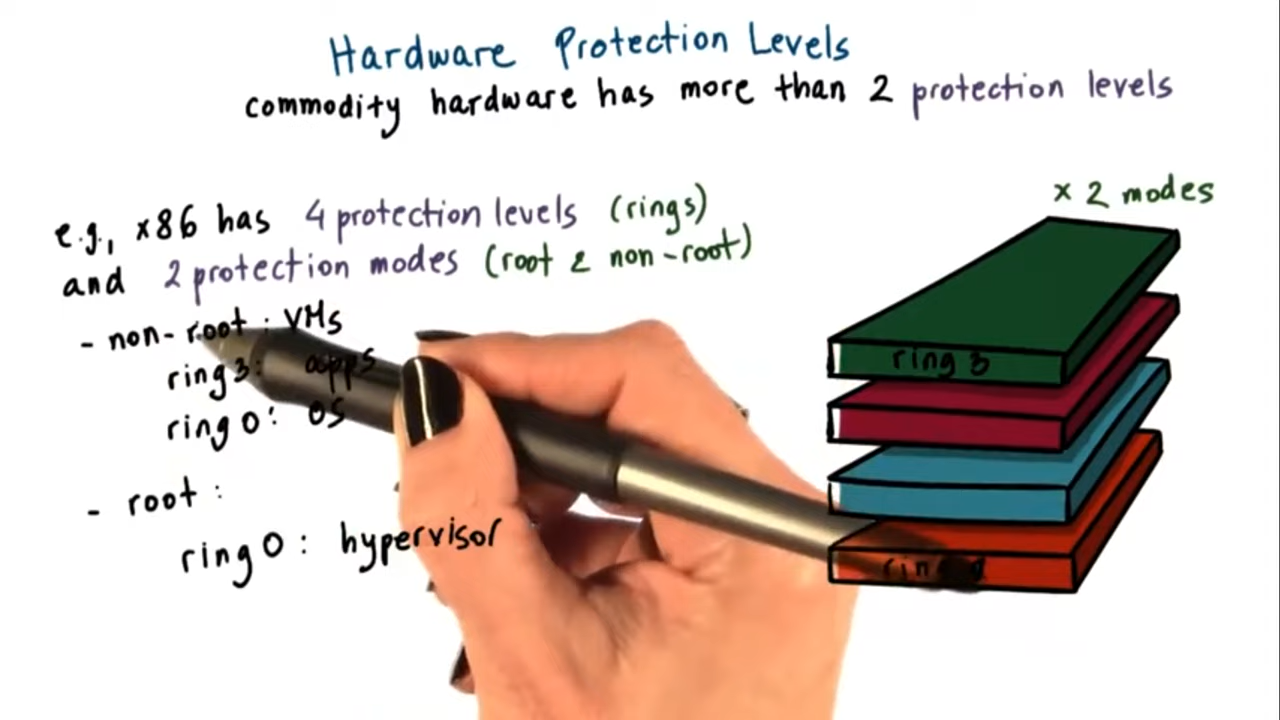 Hardware Protection Levels
commodity hardware has more than 2 protection levels
x 2 modes
e.g., x86 has 4 protection levels (rings)
and 2 protection modes (root & non-root)
- non-root : VMs
ring 3: apps
ring 0: OS
- root :
ring 0 : hypervisor
ring 3
ring